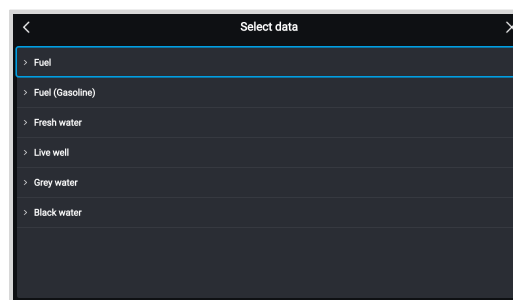 Select data
Fuel
Fuel (Gasoline)
Fresh water
Live well
Grey water
Black water